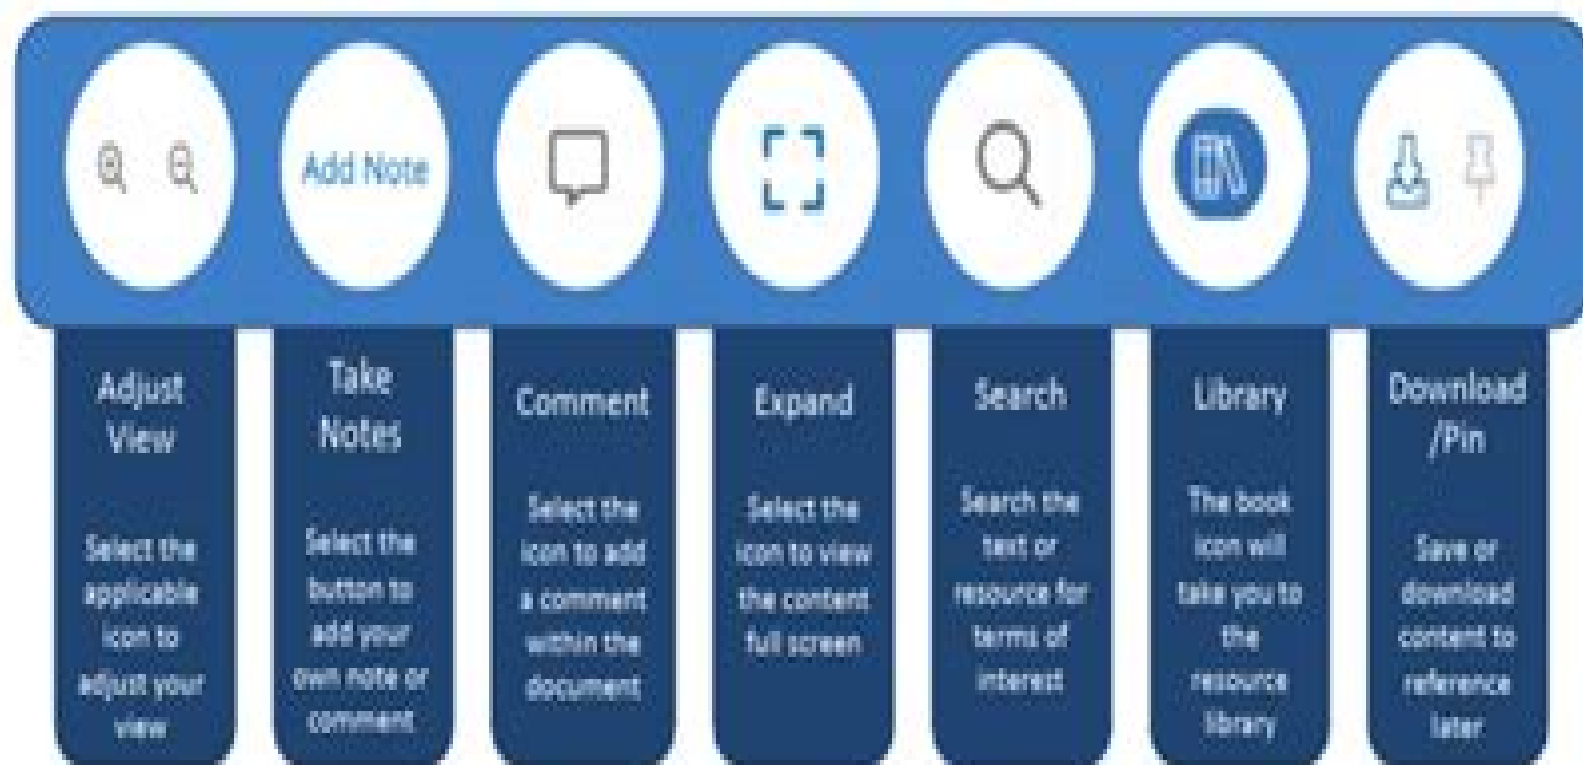 Add Note
Adjust
View
Select the
applicable
icon to
adjust your
view
Take
Notes
Select the
button to
add your
own note or
comment
Comment
Select the
icon to add
a comment
within the
document
Expand
Select the
icon to view
the content
full screen
Search
Search the
text or
resource for
terms of
interest
Library
The book
icon will
take you to
the
resource
library
Download
/Pin
Save or
download
content to
reference
later